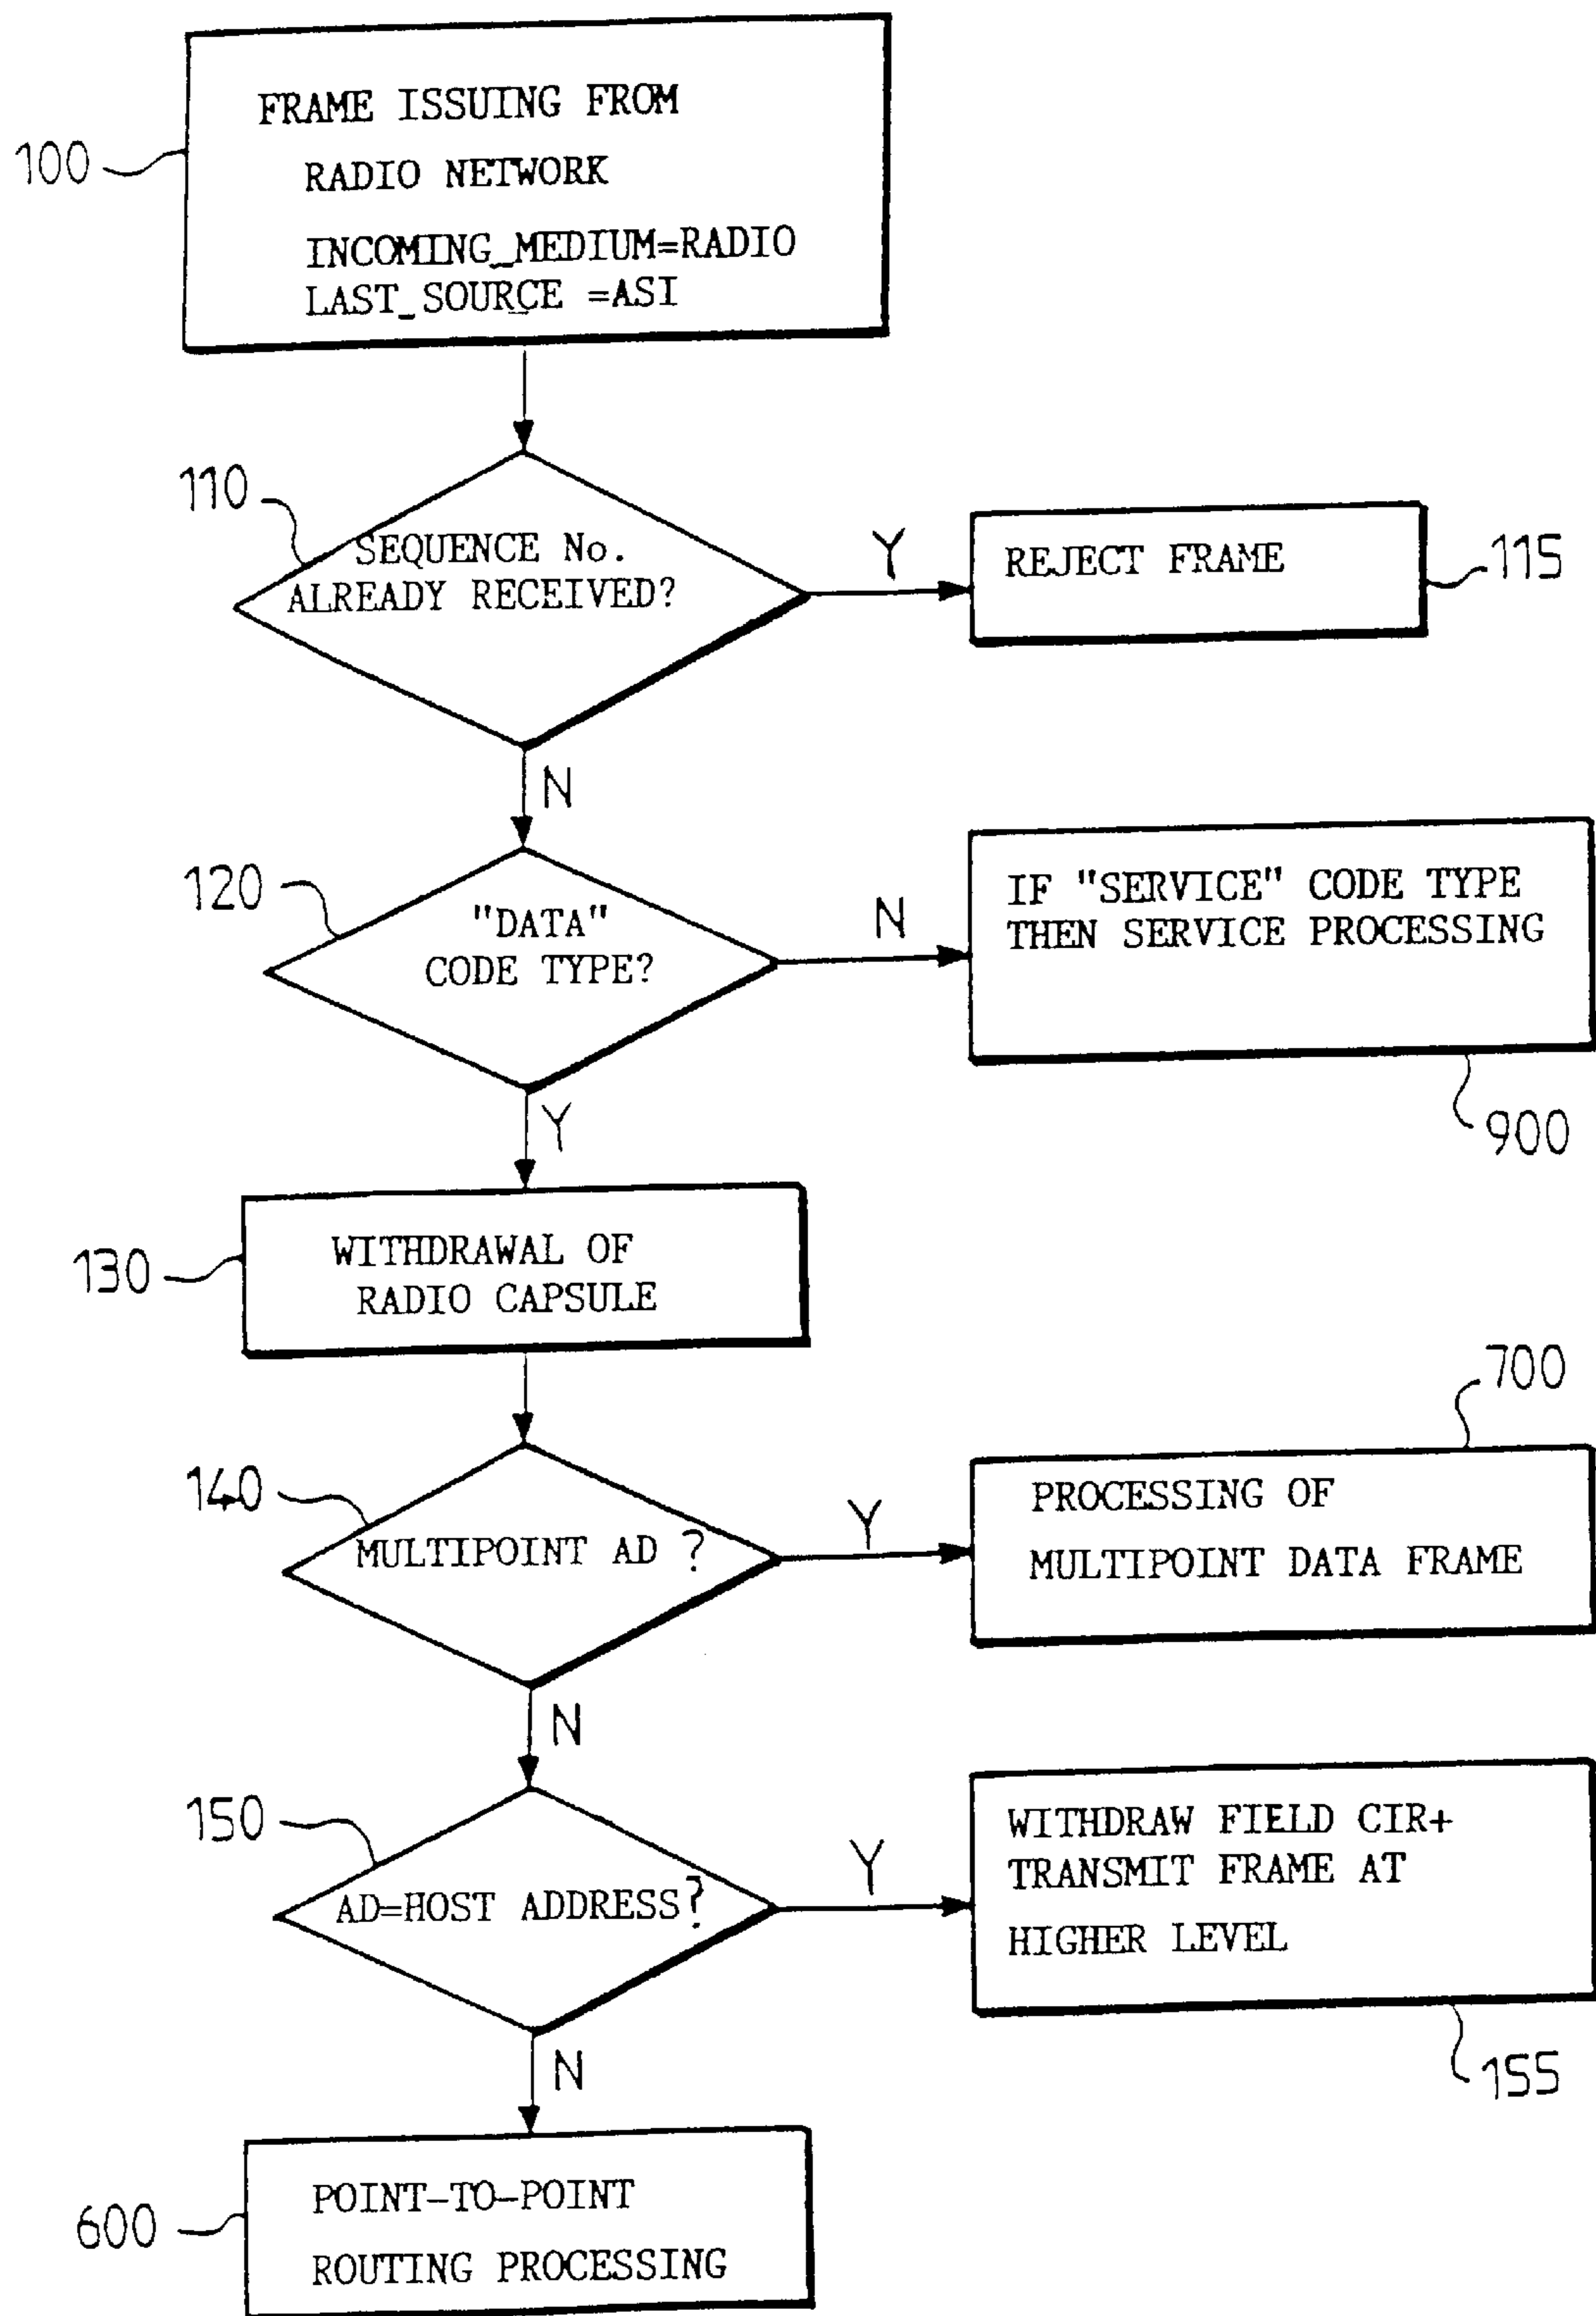 FRAME ISSUING FROM
RADIO NETWORK
INCOMING_MEDIUM=RADIO
LAST_SOURCE =ASI
100
110
SEQUENCE No.
ALREADY RECEIVED?
Y
REJECT FRAME
115
N
120
"DATA"
CODE TYPE?
N
IF "SERVICE" CODE TYPE
THEN SERVICE PROCESSING
900
Y
130
WITHDRAWAL OF
RADIO CAPSULE
700
140
MULTIPOINT AD ?
Y
PROCESSING OF
MULTIPOINT DATA FRAME
N
150
AD=HOST ADDRESS?
Y
WITHDRAW FIELD CIR+
TRANSMIT FRAME AT
HIGHER LEVEL
155
N
600
POINT-TO-POINT
ROUTING PROCESSING